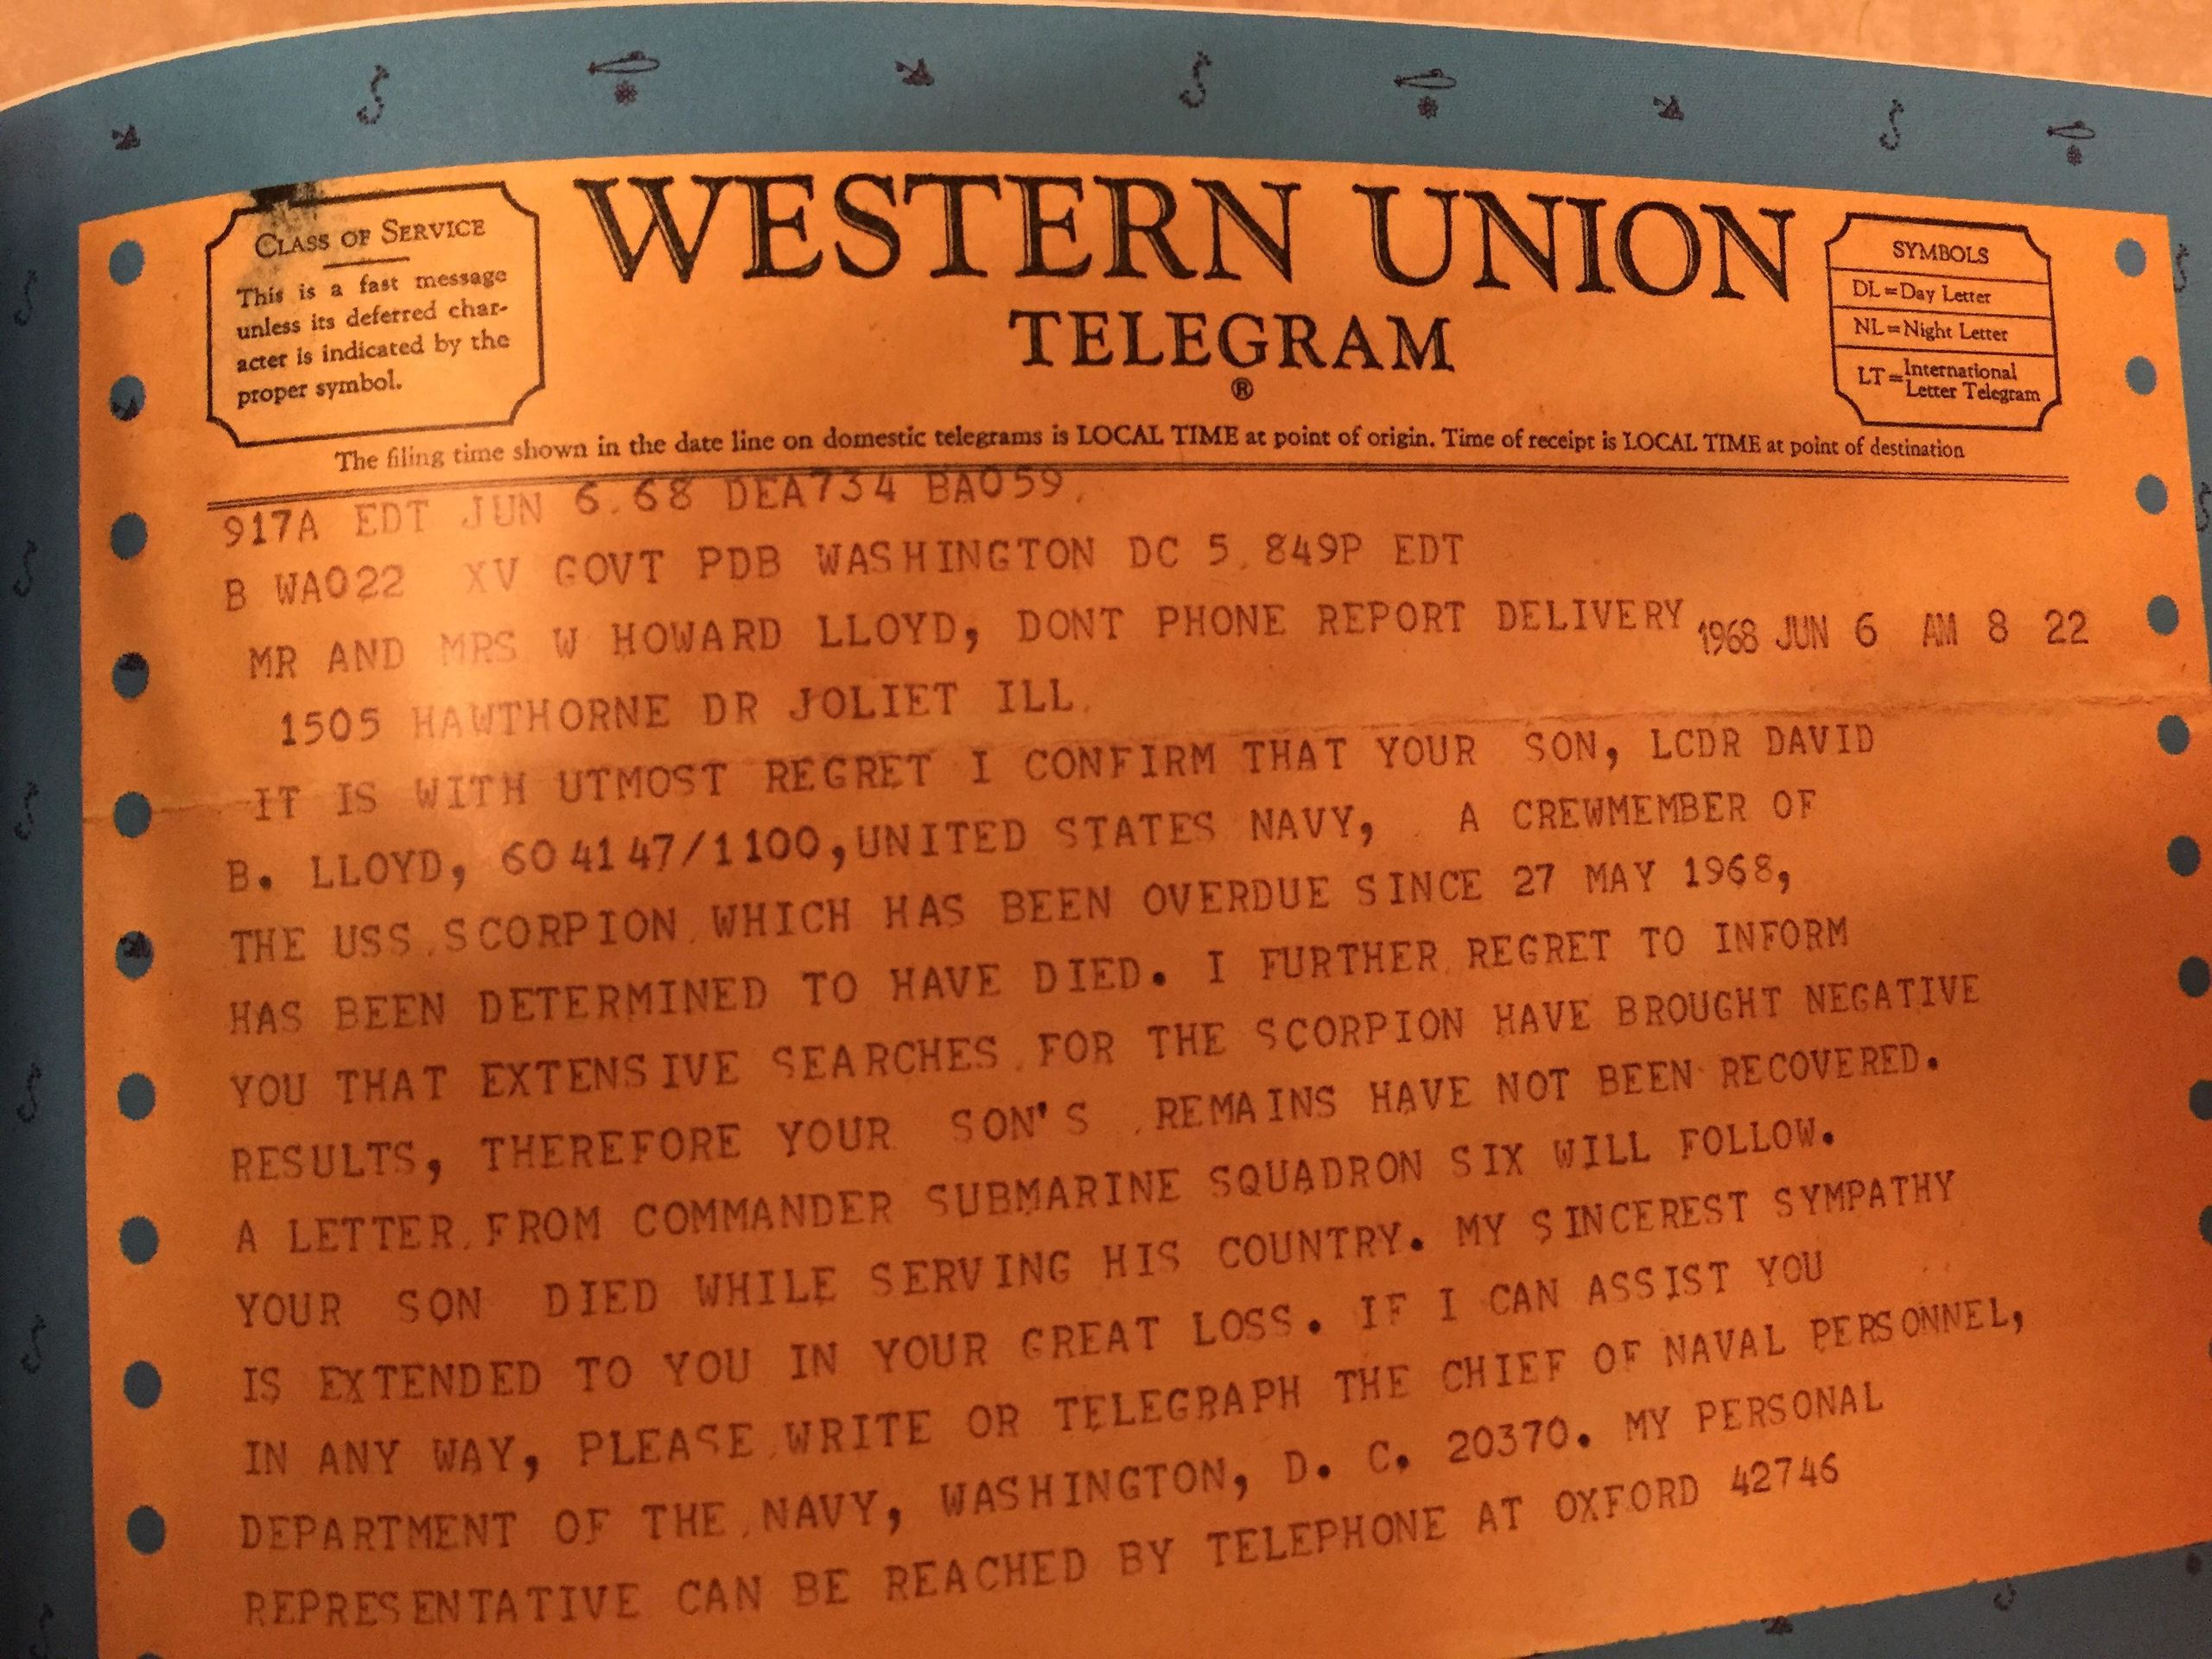 CLASS OF SERVICE
This is a fast message
unless its deferred char-
acter is indicated by the
proper symbol.
WESTERN UNION
TELEGRAM
®
SYMBOLS
DL=Day Letter
NL=Night Letter
LT=International
Letter Telegram
The filing time shown in the date line on domestic telegrams is LOCAL TIME at point of origin. Time of receipt is LOCAL TIME at point of destination
917A EDT JUN 6.68 DEA734 BA059.
B WA022 XV GOVT PDB WASHINGTON DC 5.849P EDT
MR AND MRS W HOWARD LLOYD, DONT PHONE REPORT DELIVERY 1968 JUN 6 AM 8 22
1505 HAWTHORNE DR JOLIET ILL.
IT IS WITH UTMOST REGRET I CONFIRM THAT YOUR SON, LCDR DAVID
B. LLOYD, 604147/1100,UNITED STATES NAVY, A CREWMEMBER OF
THE USS SCORPION WHICH HAS BEEN OVERDUE SINCE 27 MAY 1968,
HAS BEEN DETERMINED TO HAVE DIED. I FURTHER REGRET TO INFORM
YOU THAT EXTENSIVE SEARCHES FOR THE SCORPION HAVE BROUGHT NEGATIVE
RESULTS, THEREFORE YOUR SON'S REMAINS HAVE NOT BEEN RECOVERED.
A LETTER FROM COMMANDER SUBMARINE SQUADRON SIX WILL FOLLOW.
YOUR SON DIED WHILE SERVING HIS COUNTRY. MY SINCEREST SYMPATHY
IS EXTENDED TO YOU IN YOUR GREAT LOSS. IF I CAN ASSIST YOU
IN ANY WAY, PLEASE WRITE OR TELEGRAPH THE CHIEF OF NAVAL PERSONNEL,
DEPARTMENT OF THE NAVY, WASHINGTON, D. C. 20370. MY PERSONAL
REPRESENTATIVE CAN BE REACHED BY TELEPHONE AT OXFORD 42746